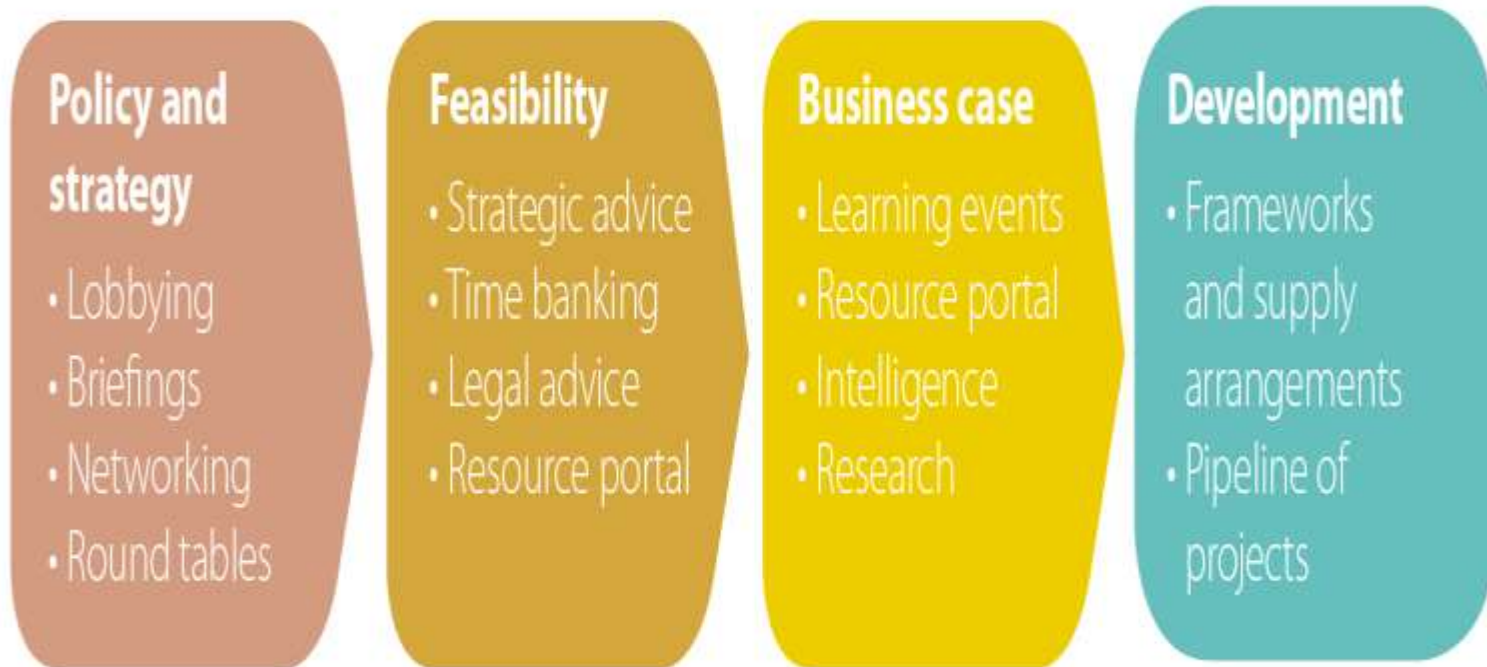 Policy and
strategy
• Lobbying
• Briefings
• Networking
• Round tables
Feasibility
• Strategic advice
• Time banking
• Legal advice
• Resource portal
Business case
• Learning events
• Resource portal
• Intelligence
• Research
Development
• Frameworks
and supply
arrangements
• Pipeline of
projects